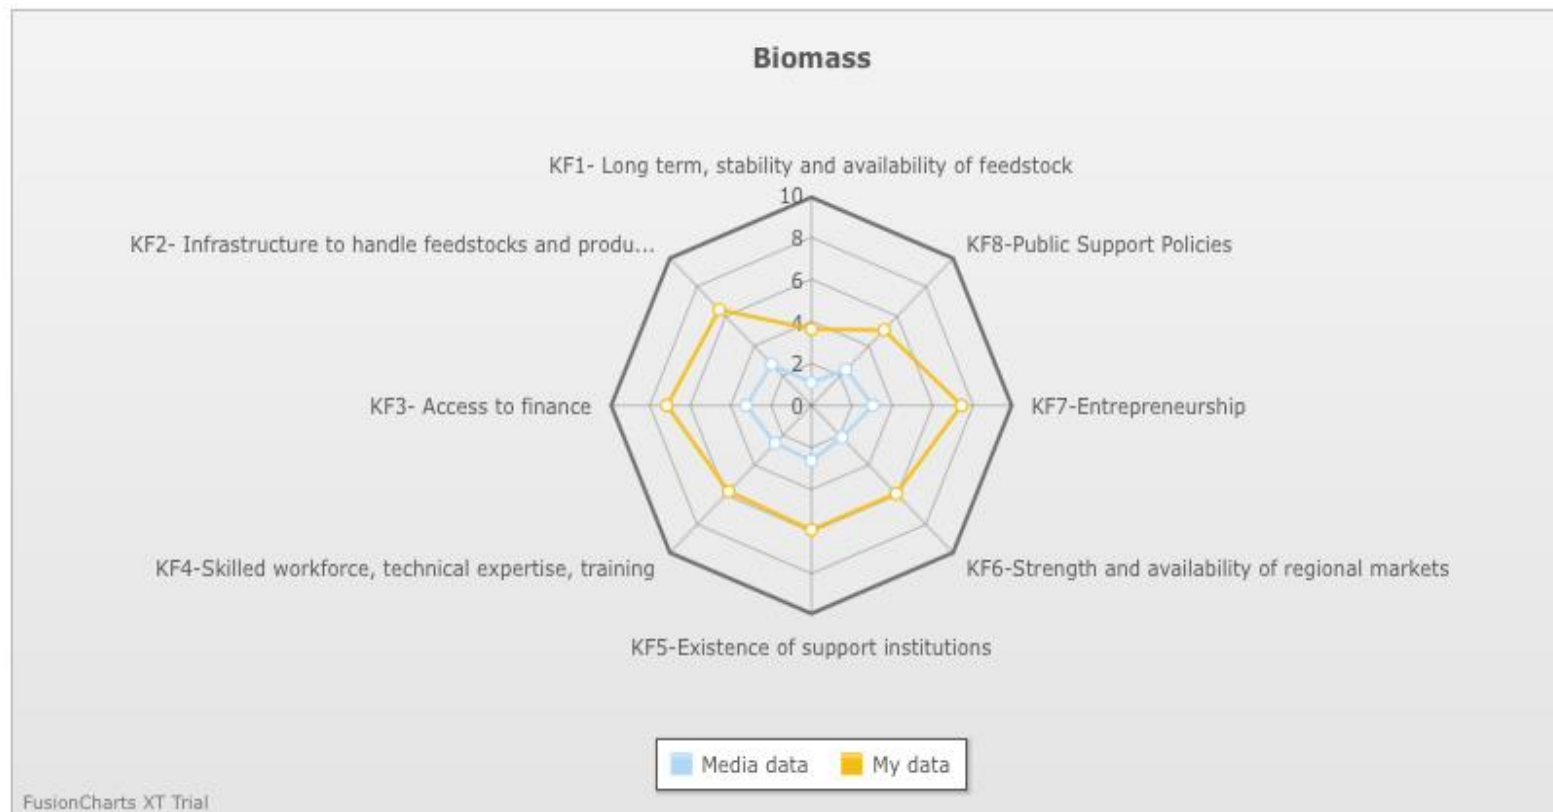 Biomass
KF1- Long term, stability and availability of feedstock
10
KF2- Infrastructure to handle feedstocks and produ...
8
KF8-Public Support Policies
6
4
2
KF3- Access to finance
0
KF7-Entrepreneurship
KF4-Skilled workforce, technical expertise, training
KF6-Strength and availability of regional markets
KF5-Existence of support institutions
Media data
My data
FusionCharts XT Trial